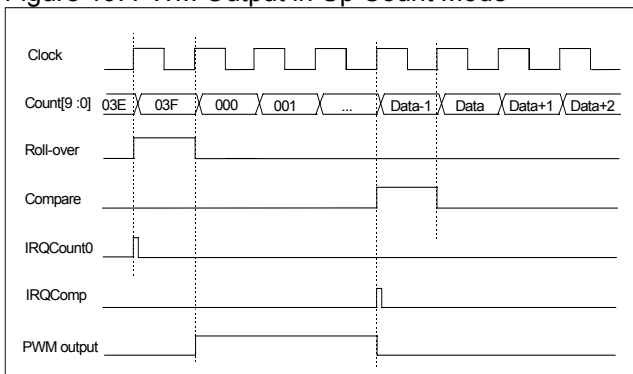 Figure 10: PWM Output in Up-Count Mode
Clock
Count[9 :0] 03E 03F 000 001 ... Data-1 Data Data+1 Data+2
Roll-over
Compare
IRQCount0
IRQComp
PWM output